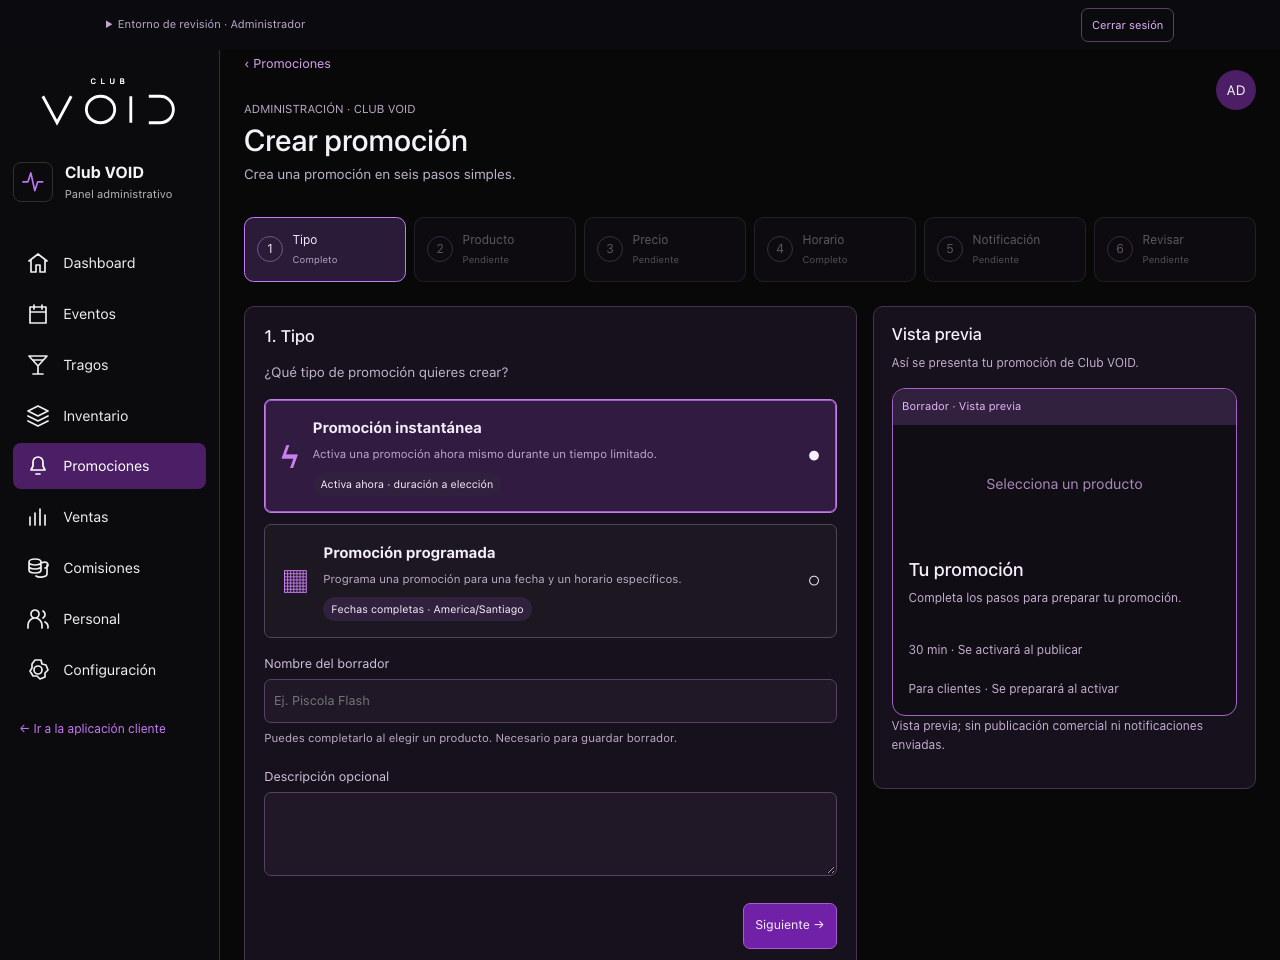 ▶ Entorno de revisión · Administrador
Cerrar sesión
CLUB
VOID
Club VOID
Panel administrativo
Dashboard
Eventos
Tragos
Inventario
Promociones
Ventas
Comisiones
Personal
Configuración
← Ir a la aplicación cliente
‹ Promociones
AD
ADMINISTRACIÓN · CLUB VOID
Crear promoción
Crea una promoción en seis pasos simples.
1 Tipo
Completo
2 Producto
Pendiente
3 Precio
Pendiente
4 Horario
Completo
5 Notificación
Pendiente
6 Revisar
Pendiente
1. Tipo
¿Qué tipo de promoción quieres crear?
Promoción instantánea
Activa una promoción ahora mismo durante un tiempo limitado.
Activa ahora · duración a elección
Promoción programada
Programa una promoción para una fecha y un horario específicos.
Fechas completas · America/Santiago
Nombre del borrador
Ej. Piscola Flash
Puedes completarlo al elegir un producto. Necesario para guardar borrador.
Descripción opcional
Siguiente →
Vista previa
Así se presenta tu promoción de Club VOID.
Borrador · Vista previa
Selecciona un producto
Tu promoción
Completa los pasos para preparar tu promoción.
30 min · Se activará al publicar
Para clientes · Se preparará al activar
Vista previa; sin publicación comercial ni notificaciones
enviadas.